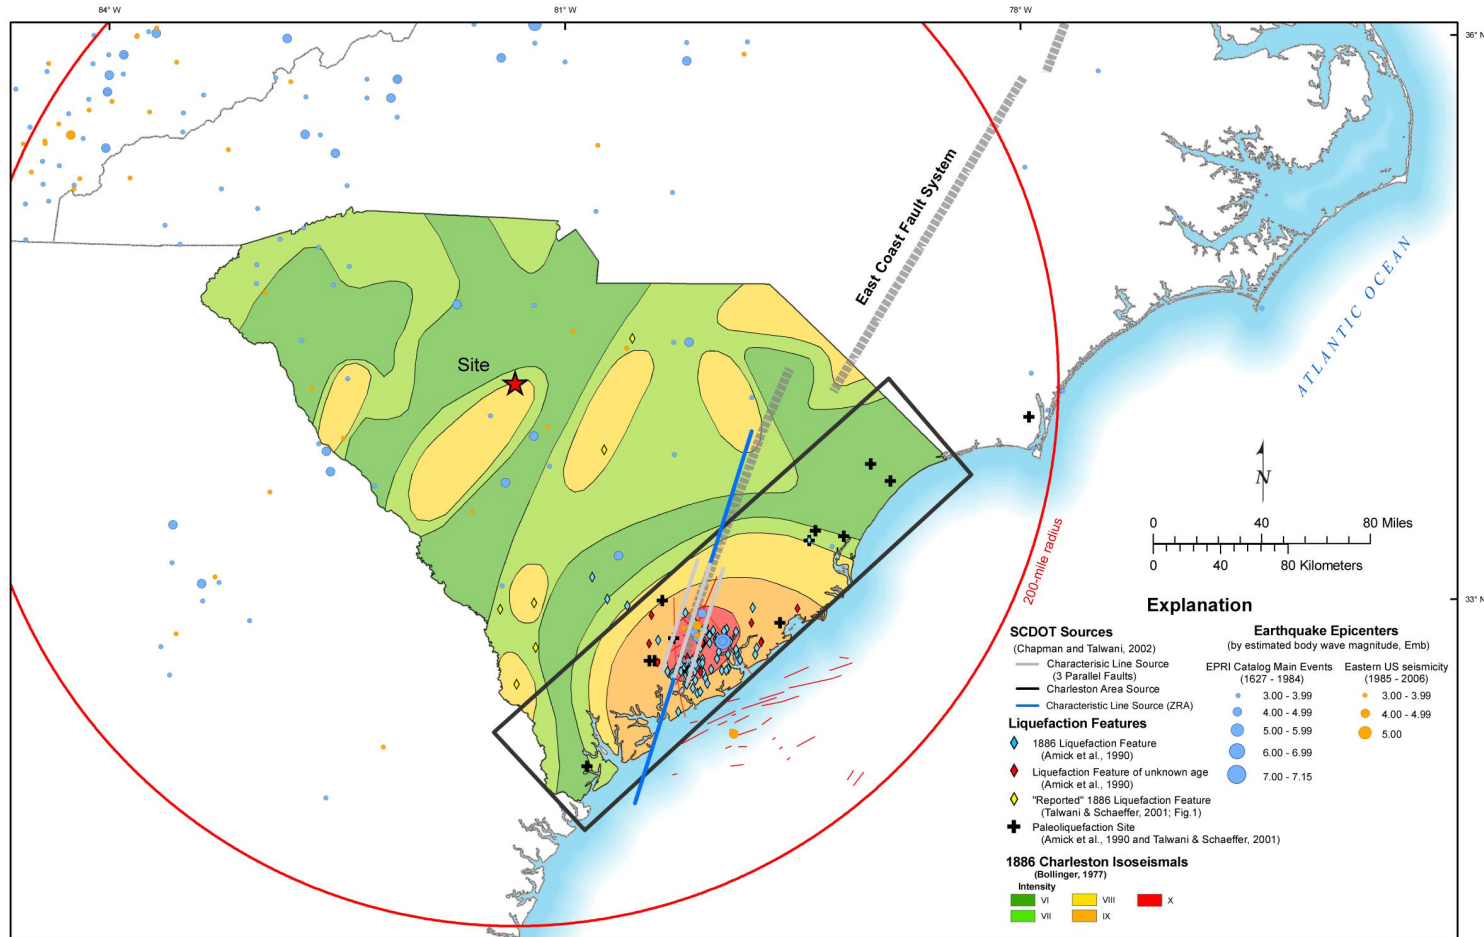 84° W
81° W
78° W
36° N
East Coast Fault System
ATLANTIC OCEAN
Site
N
0 40 80 Miles
0 40 80 Kilometers
200-mile radius
33° N
Explanation
SCDOT Sources
(Chapman and Talwani, 2002)
Characterisic Line Source
(3 Parallel Faults)
Charleston Area Source
Characteristic Line Source (ZRA)
Liquefaction Features
1886 Liquefaction Feature
(Amick et al., 1990)
Liquefaction Feature of unknown age
(Amick et al., 1990)
"Reported" 1886 Liquefaction Feature
(Talwani & Schaeffer, 2001; Fig.1)
Paleoliquefaction Site
(Amick et al., 1990 and Talwani & Schaeffer, 2001)
Earthquake Epicenters
(by estimated body wave magnitude, Emb)
EPRI Catalog Main Events
(1627 - 1984)
3.00 - 3.99
4.00 - 4.99
5.00 - 5.99
6.00 - 6.99
7.00 - 7.15
Eastern US seismicity
(1985 - 2006)
3.00 - 3.99
4.00 - 4.99
5.00
1886 Charleston Isoseismals
(Bollinger, 1977)
Intensity
VI VIII X
VII IX